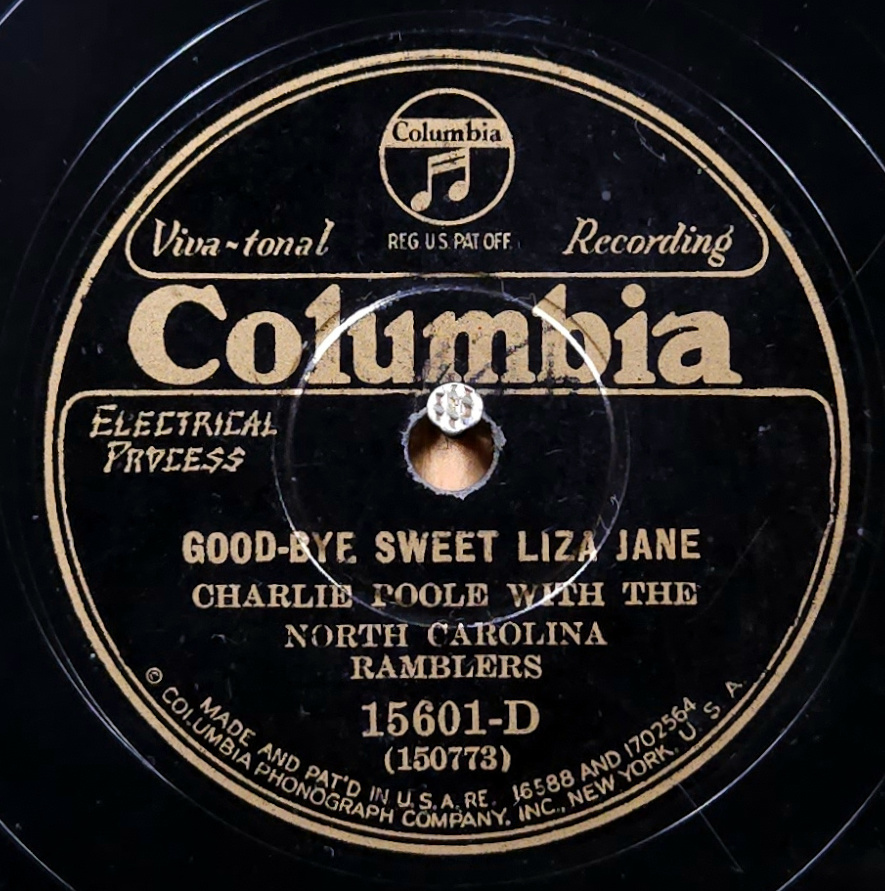 Columbia
Viva-tonal
REG. U.S. PAT OFF.
Recording
Columbia
ELECTRICAL
PROCESS
GOOD-BYE SWEET LIZA JANE
CHARLIE POOLE WITH THE
NORTH CAROLINA
RAMBLERS
15601-D
(150773)
MADE AND PAT'D IN U.S.A. RE. 16588 AND 1702564
© COLUMBIA PHONOGRAPH COMPANY, INC., NEW YORK, U. S. A.